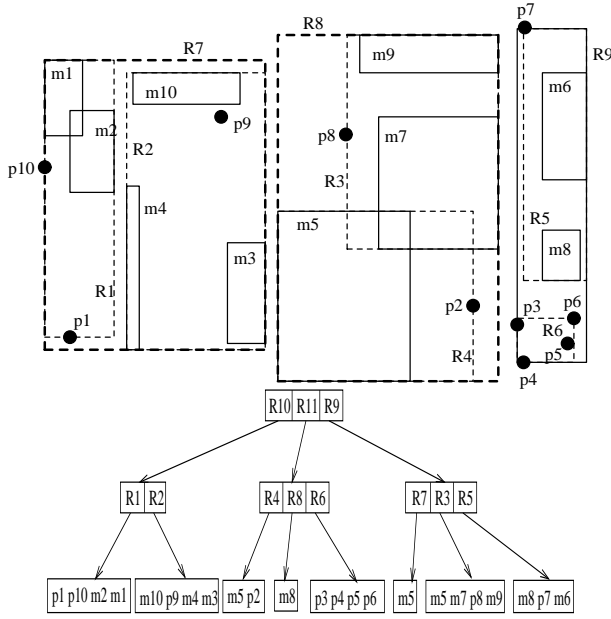 p7
R8
R7
R9
m1
m9
m10
m6
m2
p9
p8
m7
R2
p10
R3
m4
m5
R5
m3
m8
R1
p2
p3
p6
p1
R6
R4
p5
p4
R10 R11 R9
R1 R2
R4 R8 R6
R7 R3 R5
p1 p10 m2 m1
m10 p9 m4 m3
m5 p2
m8
p3 p4 p5 p6
m5
m5 m7 p8 m9
m8 p7 m6